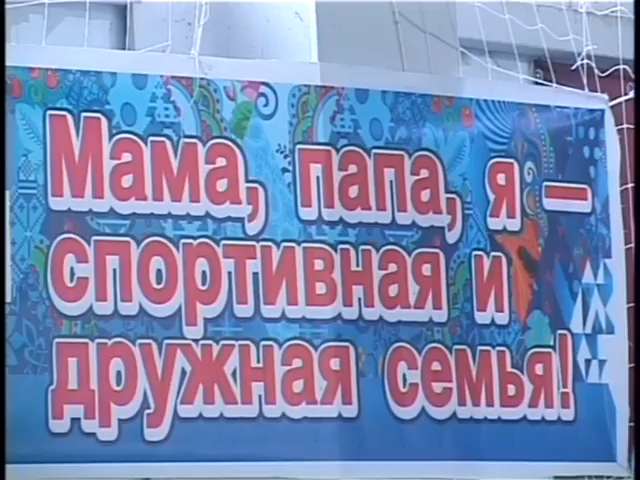 Мама, папа, я –
спортивная и
дружная семья!